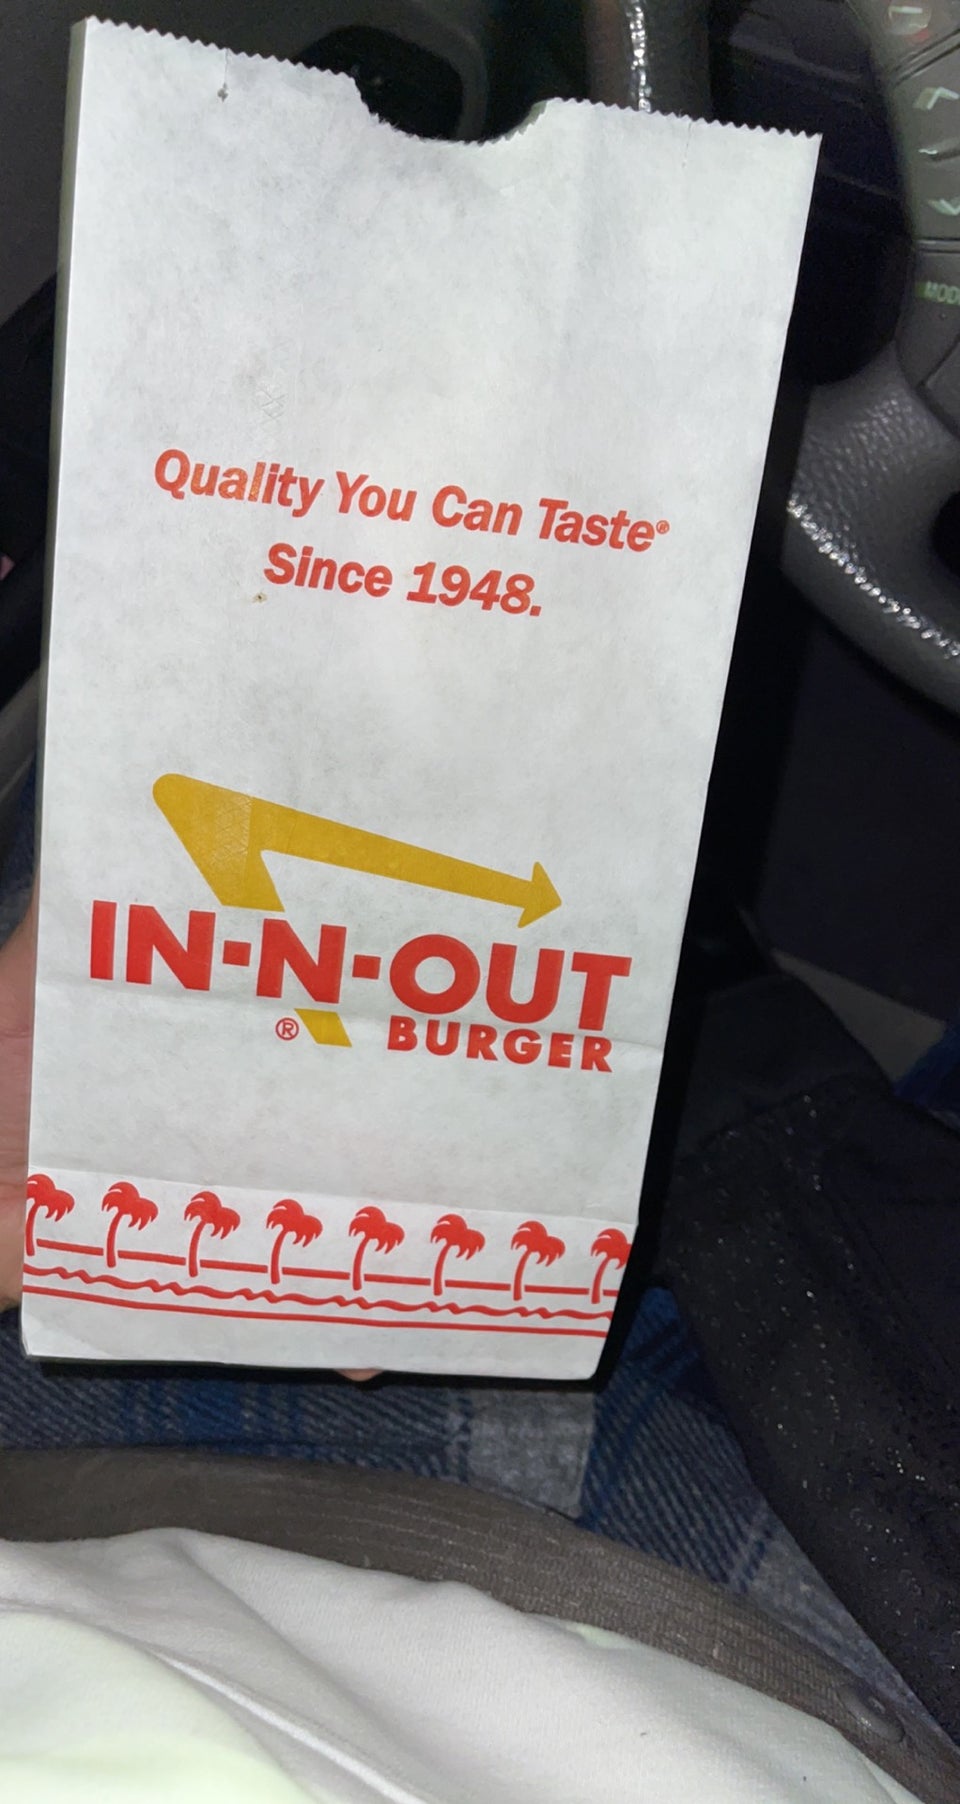 Quality You Can Taste®
Since 1948.
IN-N-OUT
® BURGER